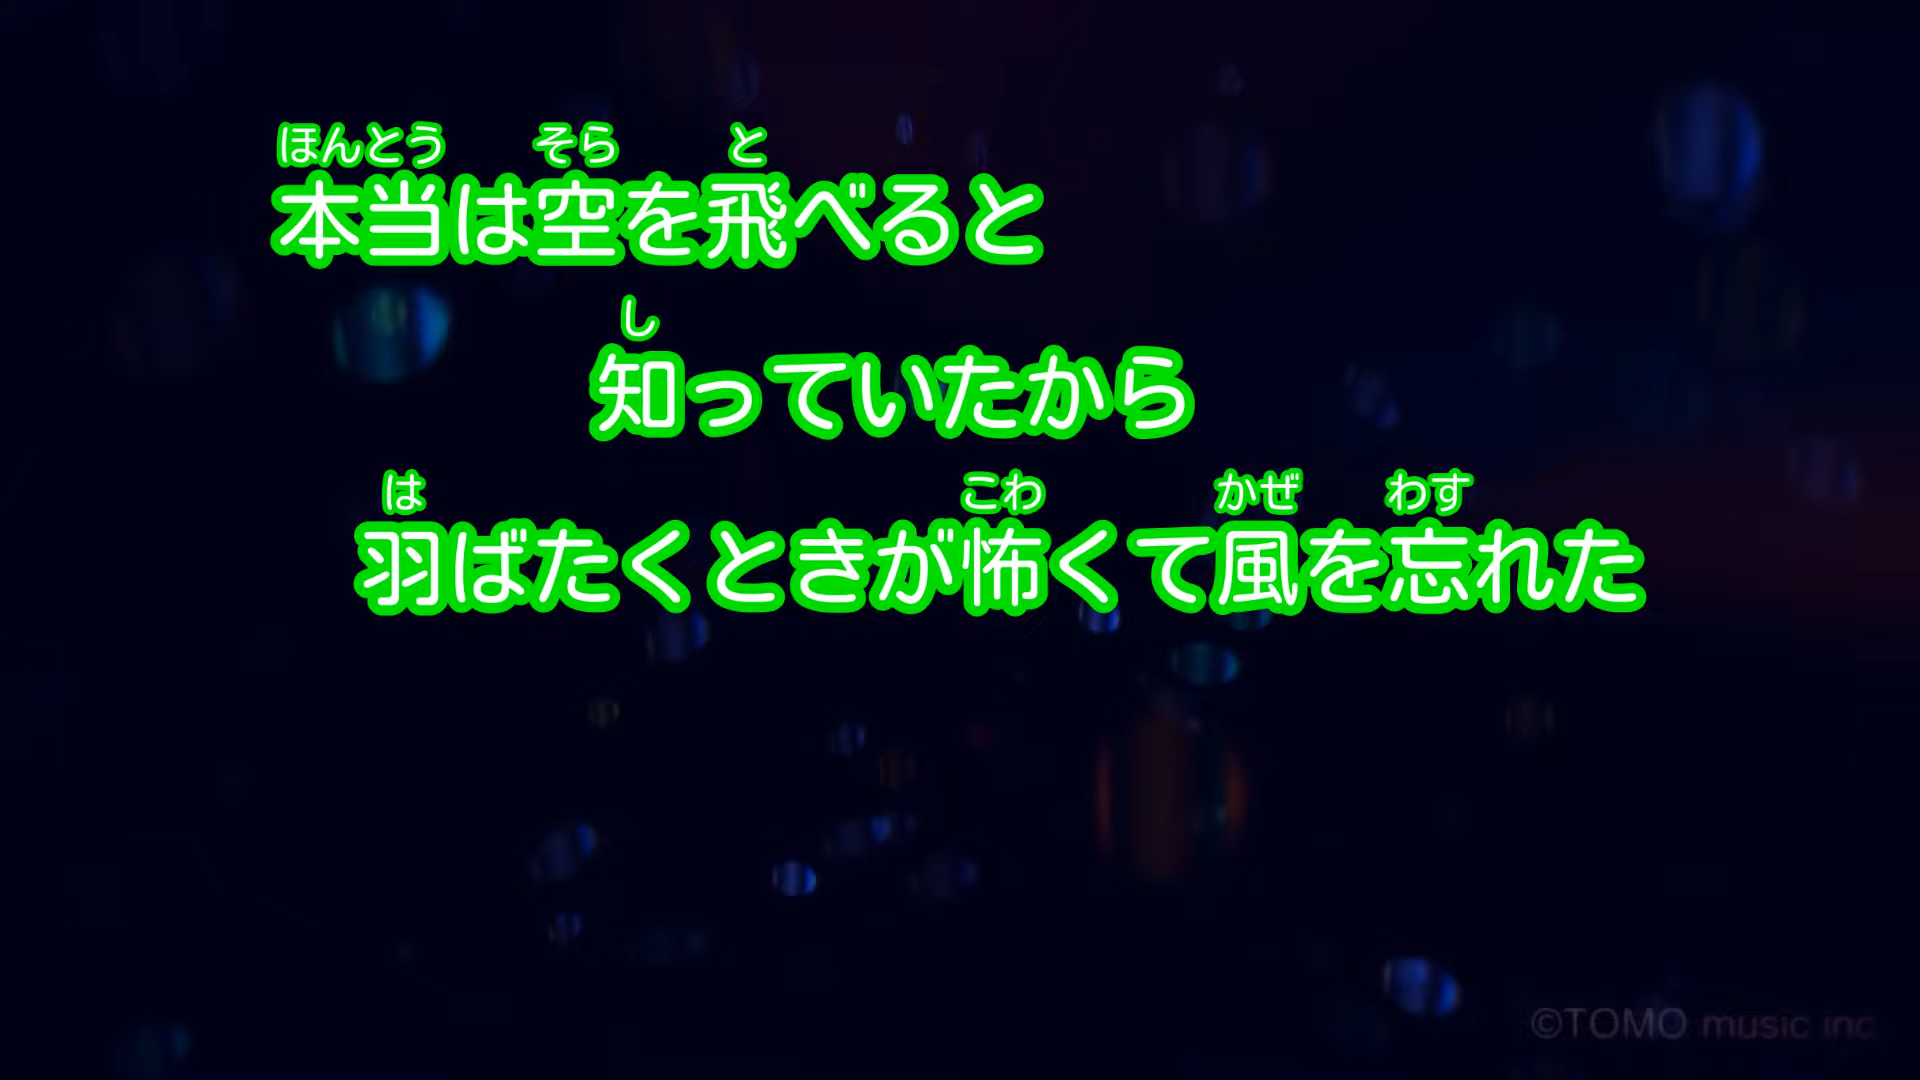 ほんとう そら と
本当は空を飛べると
し
知っていたから
は こわ かぜ わす
羽ばたくときが怖くて風を忘れた
©TOMO music inc.